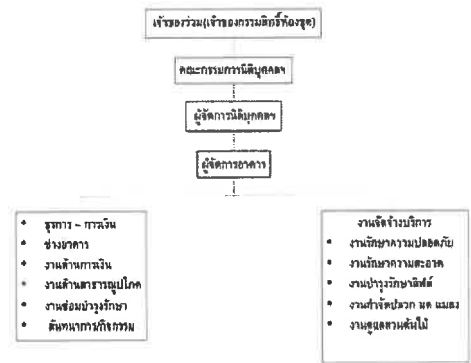 เจ้าของร่วม(เจ้าของกรรมสิทธิ์ห้องชุด)
คณะกรรมการนิติบุคคลฯ
ผู้จัดการนิติบุคคลฯ
ผู้จัดการอาคาร
• ธุรการ – การเงิน
• ช่างอาคาร
• งานด้านการเงิน
• งานด้านสาธารณูปโภค
• งานซ่อมบำรุงรักษา
• สันทนาการ/กิจกรรม
งานจัดจ้างบริการ
• งานรักษาความปลอดภัย
• งานรักษาความสะอาด
• งานบำรุงรักษาลิฟต์
• งานกำจัดปลวก มด แมลง
• งานดูแลสวนต้นไม้